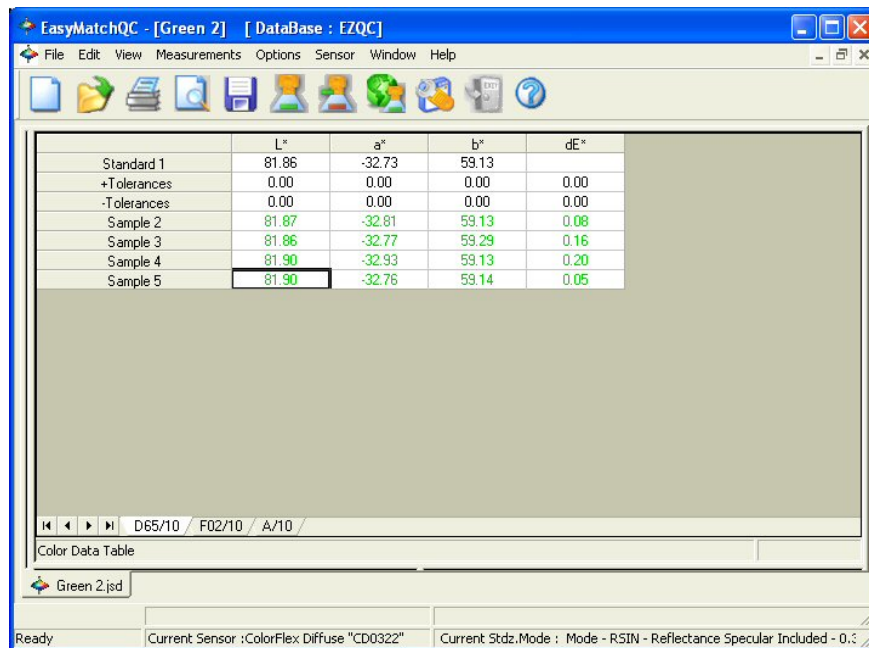 EasyMatchQC - [Green 2] [ DataBase : EZQC]
File Edit View Measurements Options Sensor Window Help
L* a* b* dE*
Standard 1 81.86 -32.73 59.13
+Tolerances 0.00 0.00 0.00 0.00
-Tolerances 0.00 0.00 0.00 0.00
Sample 2 81.87 -32.81 59.13 0.08
Sample 3 81.86 -32.77 59.29 0.16
Sample 4 81.90 -32.93 59.13 0.20
Sample 5 81.90 -32.76 59.14 0.05
D65/10 F02/10 A/10
Color Data Table
Green 2.jsd
Ready Current Sensor :ColorFlex Diffuse "CD0322" Current Stdz.Mode : Mode - RSIN - Reflectance Specular Included - 0.3